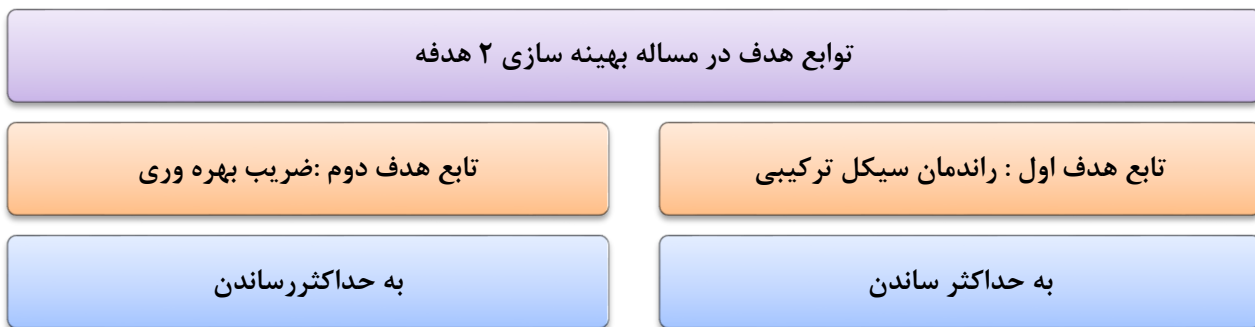 توابع هدف در مساله بهینه سازی ۲ هدفه
تابع هدف اول : راندمان سیکل ترکیبی
تابع هدف دوم :ضریب بهره وری
به حداکثر ساندن
به حداکثررساندن